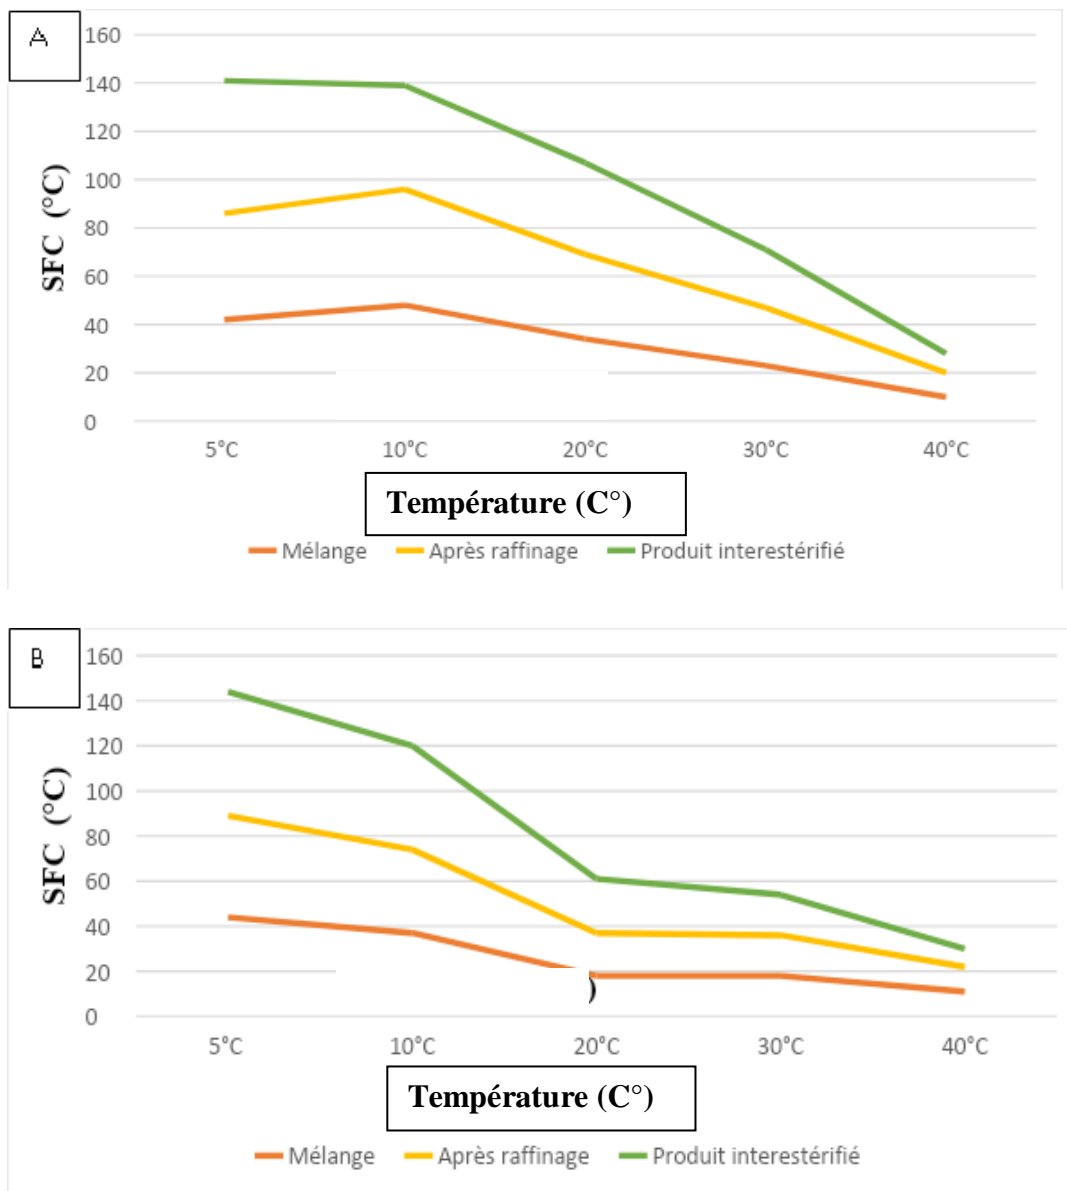 A
160
140
120
100
80
60
40
20
0
SFC (°C)
5°C 10°C 20°C 30°C 40°C
Température (C°)
Mélange Après raffinage Produit interestérifié
B
160
140
120
100
80
60
40
20
0
SFC (°C)
)
5°C 10°C 20°C 30°C 40°C
Température (C°)
Mélange Après raffinage Produit interestérifié